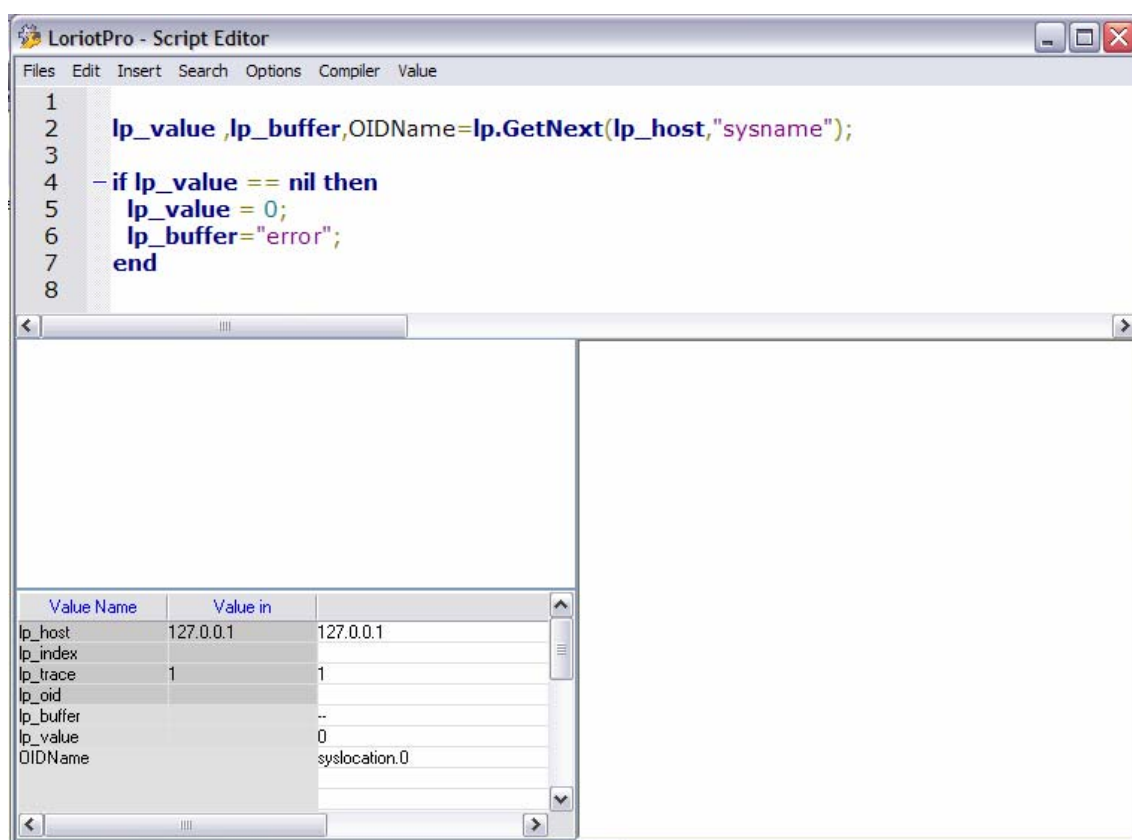 LoriotPro - Script Editor
Files Edit Insert Search Options Compiler Value
1
2 lp_value ,lp_buffer,OIDName=lp.GetNext(lp_host,"sysname");
3
4 if lp_value == nil then
5 lp_value = 0;
6 lp_buffer="error";
7 end
8
Value Name Value in
lp_host 127.0.0.1 127.0.0.1
lp_index
lp_trace 1 1
lp_oid
lp_buffer --
lp_value 0
OIDName syslocation.0